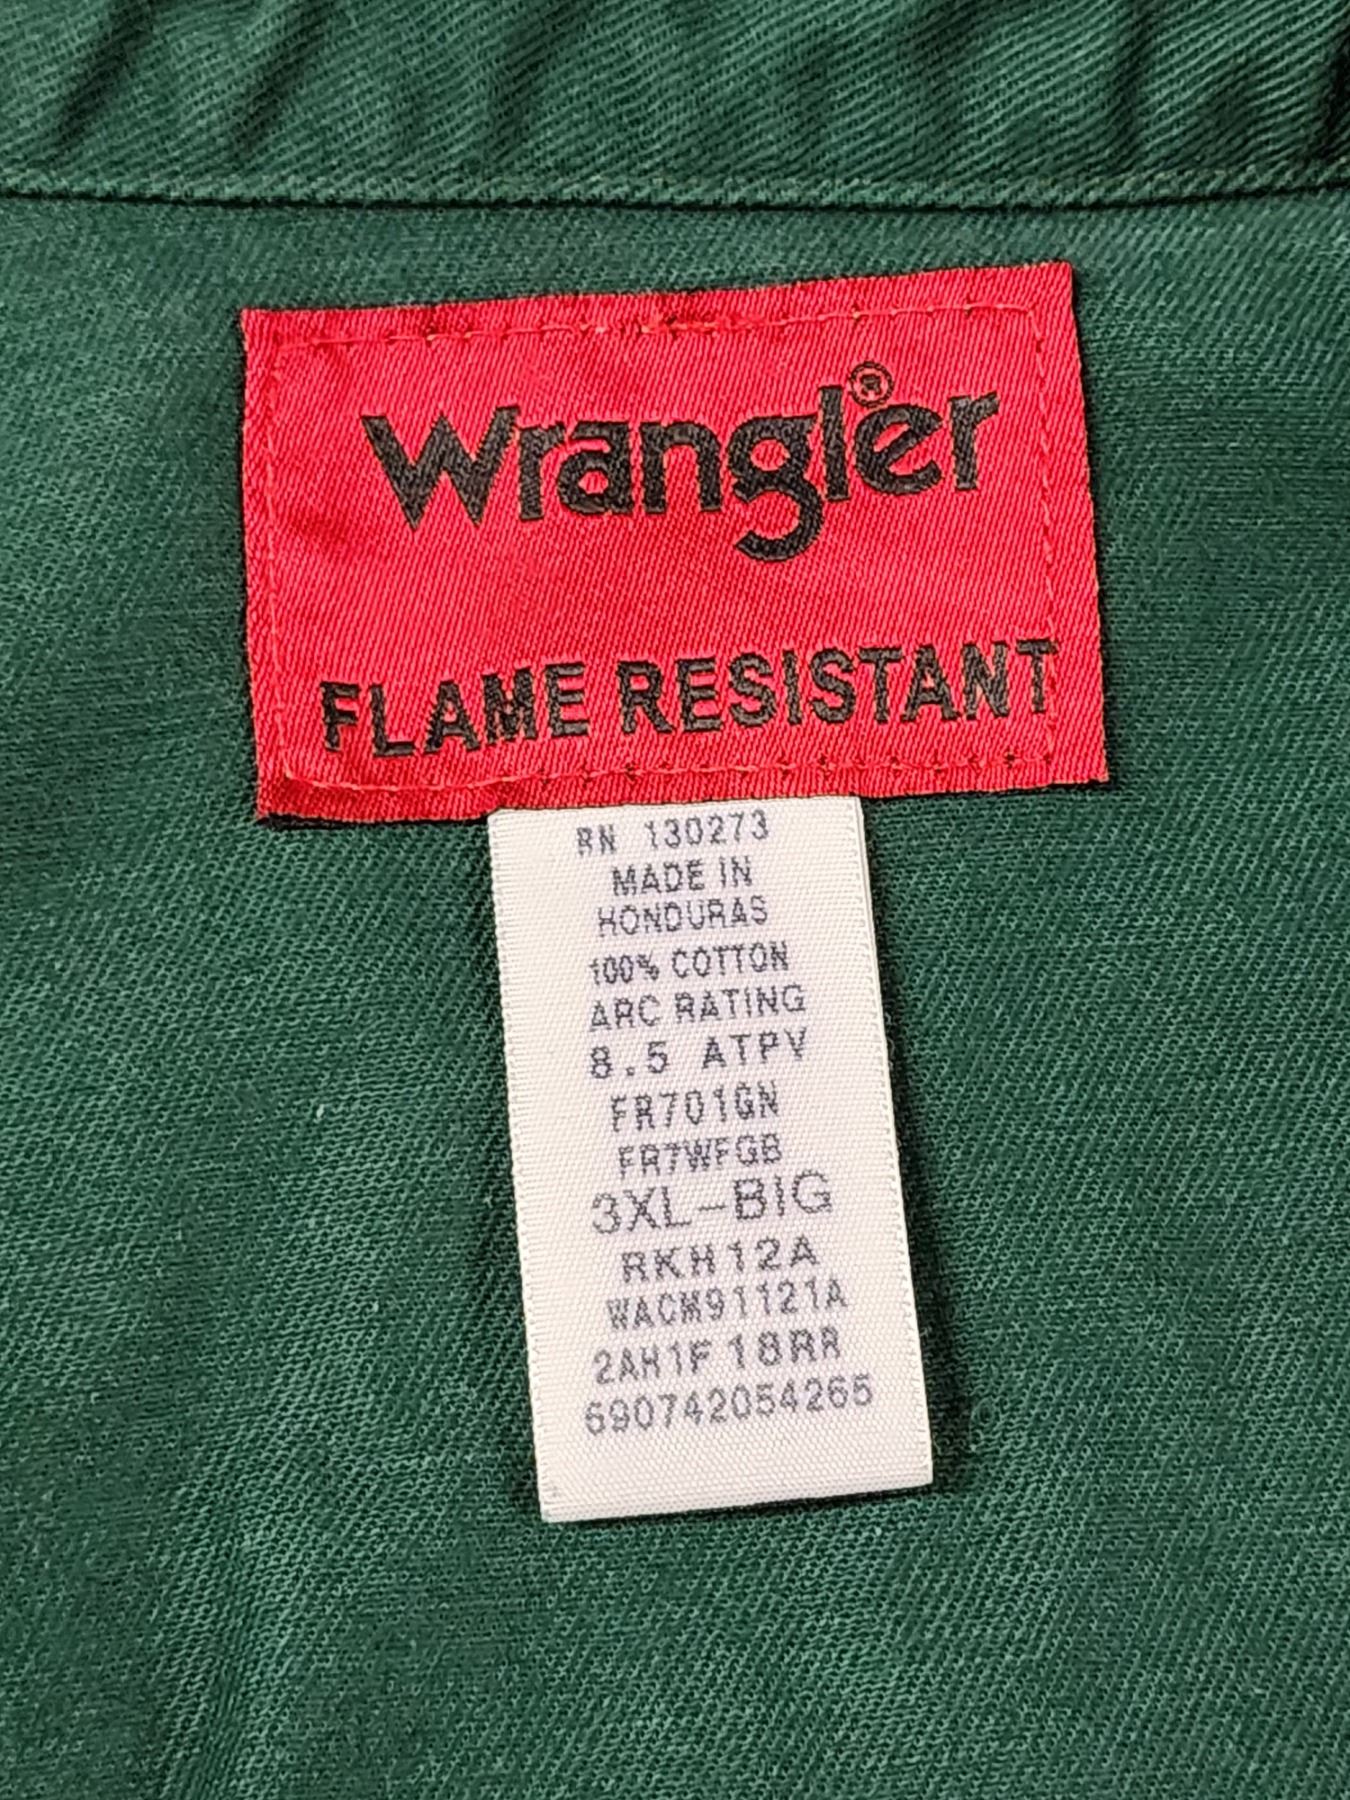 Wrangler®
FLAME RESISTANT
RN 130273
MADE IN
HONDURAS
100% COTTON
ARC RATING
8.5 ATPV
FR701GN
FR7WFGB
3XL-BIG
RKH12A
WACM91121A
2AH1F 18RR
690742054265